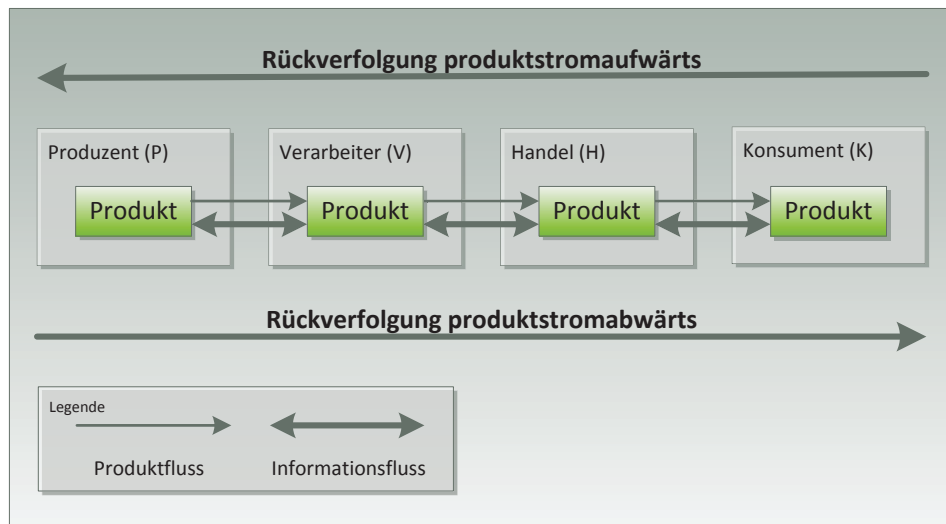 Rückverfolgung produktstromaufwärts
Produzent (P)
Verarbeiter (V)
Handel (H)
Konsument (K)
Produkt
Produkt
Produkt
Produkt
Rückverfolgung produktstromabwärts
Legende
Produktfluss
Informationsfluss